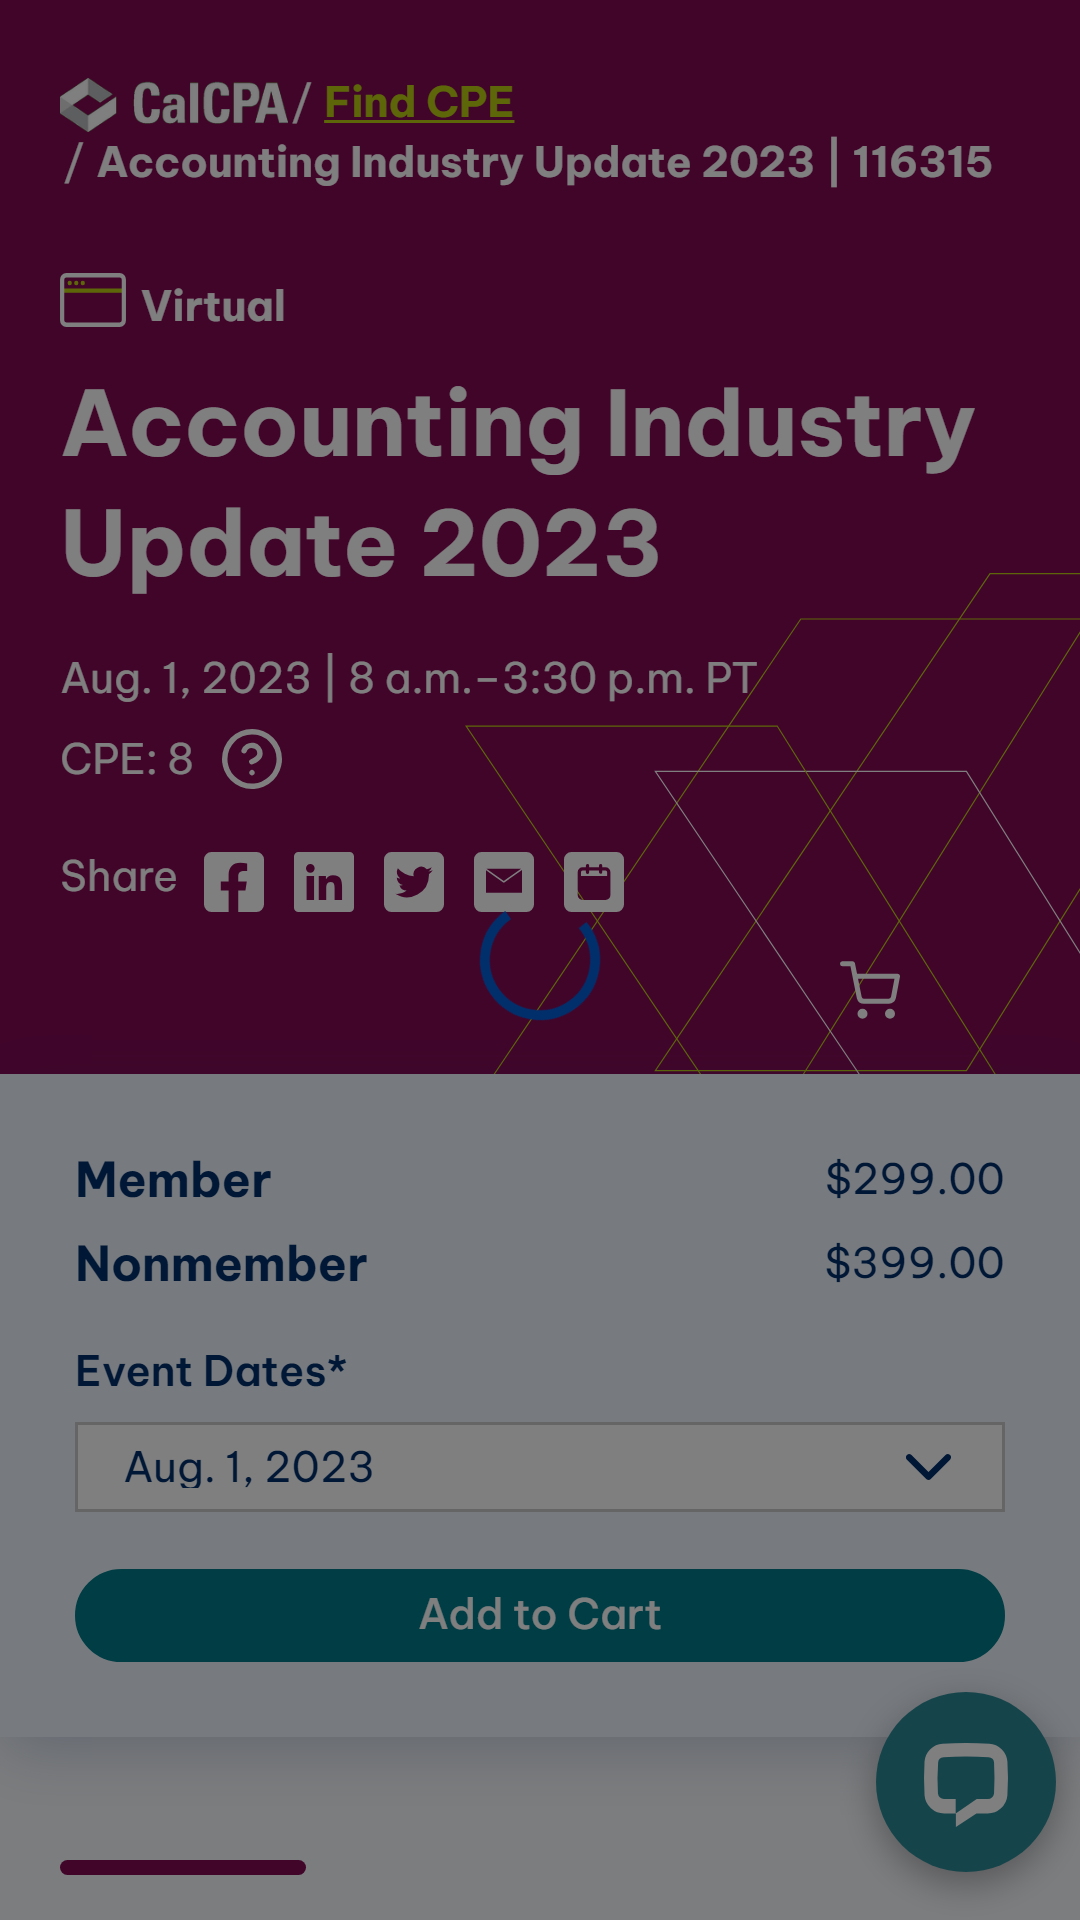 CalCPA / Find CPE
/ Accounting Industry Update 2023 | 116315
Virtual
Accounting Industry
Update 2023
Aug. 1, 2023 | 8 a.m.–3:30 p.m. PT
CPE: 8 ?
Share
Member $299.00
Nonmember $399.00
Event Dates*
Aug. 1, 2023
Add to Cart